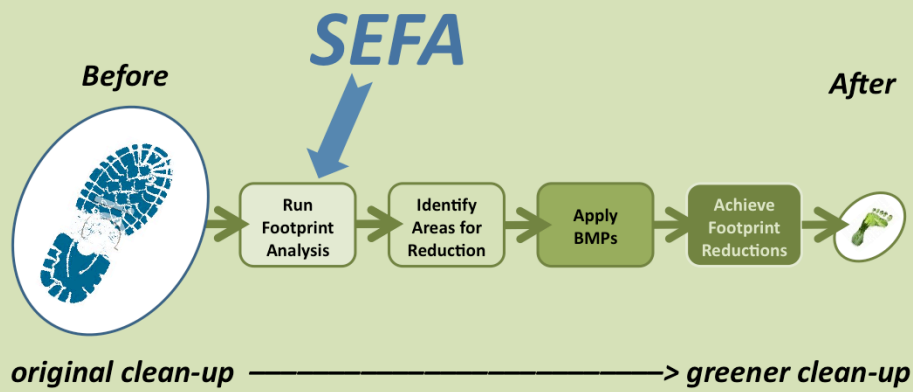 SEFA
Before
After
Run
Footprint
Analysis
Identify
Areas for
Reduction
Apply
BMPs
Achieve
Footprint
Reductions
original clean-up
greener clean-up